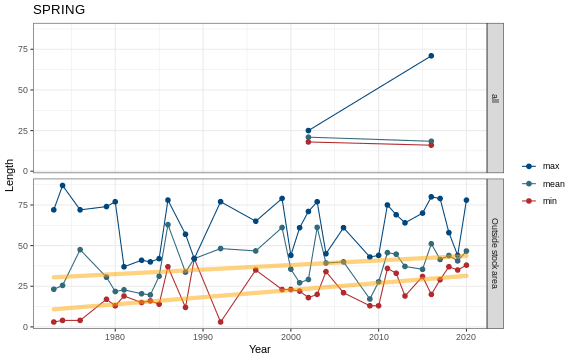 SPRING
75
50
25
0
all
75
50
25
0
Outside stock area
Length
1980
1990
2000
2010
2020
Year
max
mean
min